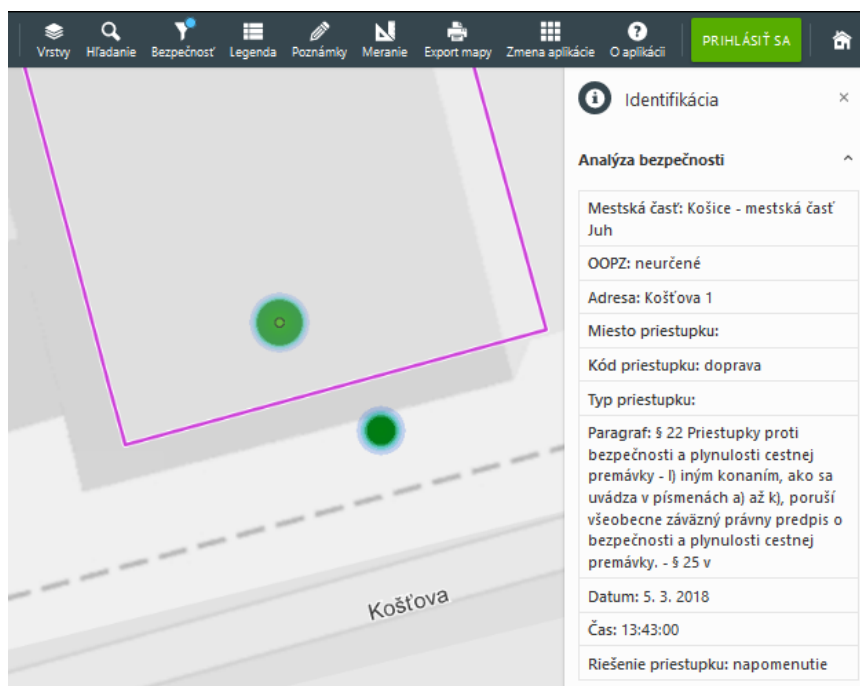 Vrstvy Hľadanie Bezpečnosť Legenda Poznámky Meranie Export mapy Zmena aplikácie O aplikácii PRIHLÁSIŤ SA
Identifikácia ×
Analýza bezpečnosti
Mestská časť: Košice - mestská časť
Juh
OOPZ: neurčené
Adresa: Košťova 1
Miesto priestupku:
Kód priestupku: doprava
Typ priestupku:
Paragraf: § 22 Priestupky proti
bezpečnosti a plynulosti cestnej
premávky - l) iným konaním, ako sa
uvádza v písmenách a) až k), poruší
všeobecne záväzný právny predpis o
bezpečnosti a plynulosti cestnej
premávky. - § 25 v
Datum: 5. 3. 2018
Čas: 13:43:00
Riešenie priestupku: napomenutie
Košťova